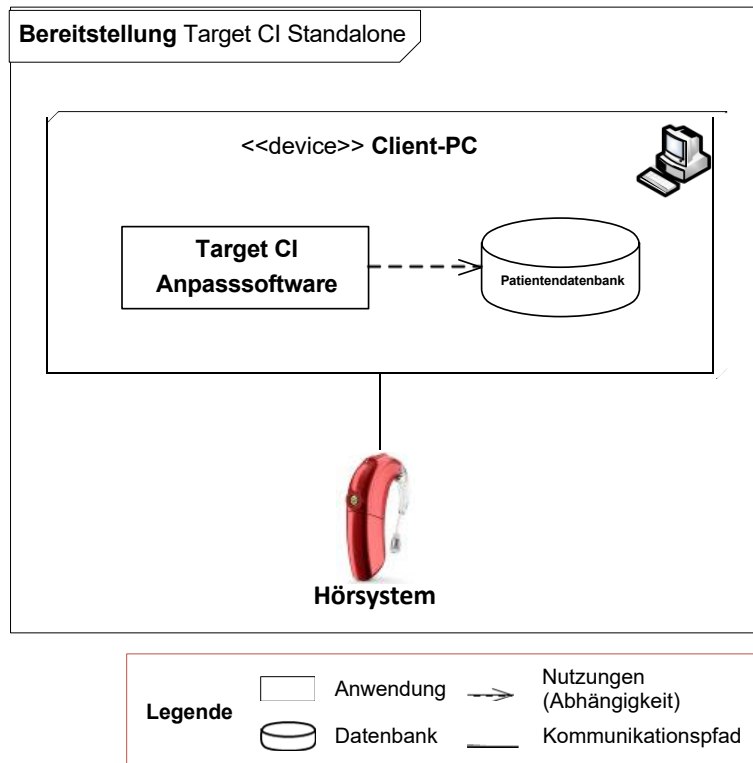 Bereitstellung Target CI Standalone
<<device>> Client-PC
Target CI
Anpasssoftware
Patientendatenbank
Hörsystem
Legende
Anwendung
Nutzungen
(Abhängigkeit)
Datenbank
Kommunikationspfad